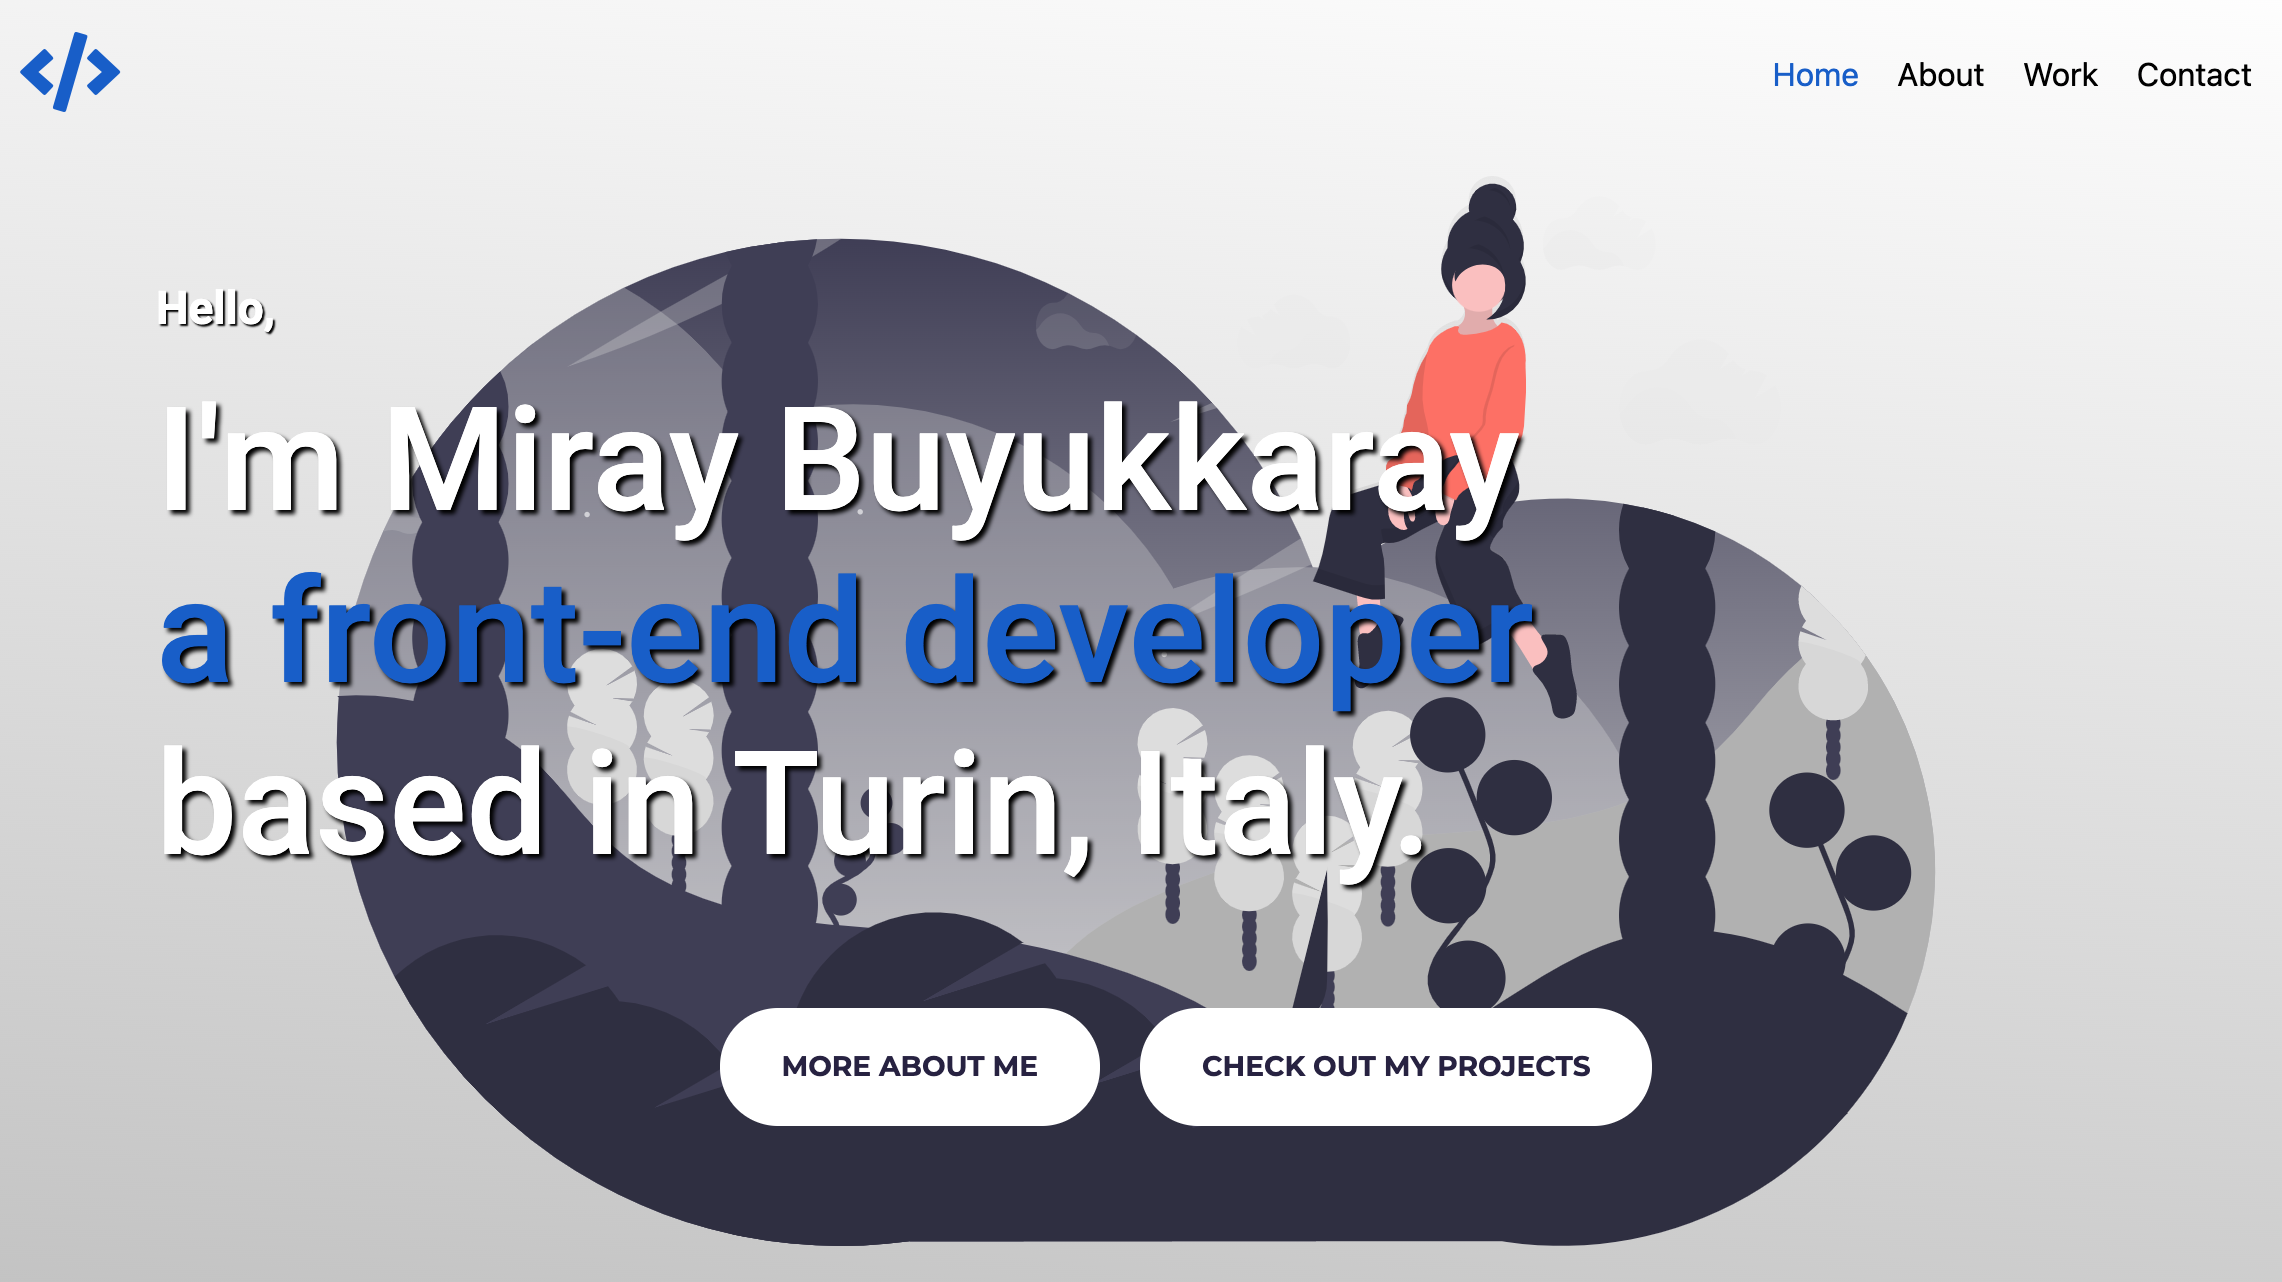 </>
Home About Work Contact
Hello,
I'm Miray Buyukkaray
a front-end developer
based in Turin, Italy.
MORE ABOUT ME
CHECK OUT MY PROJECTS